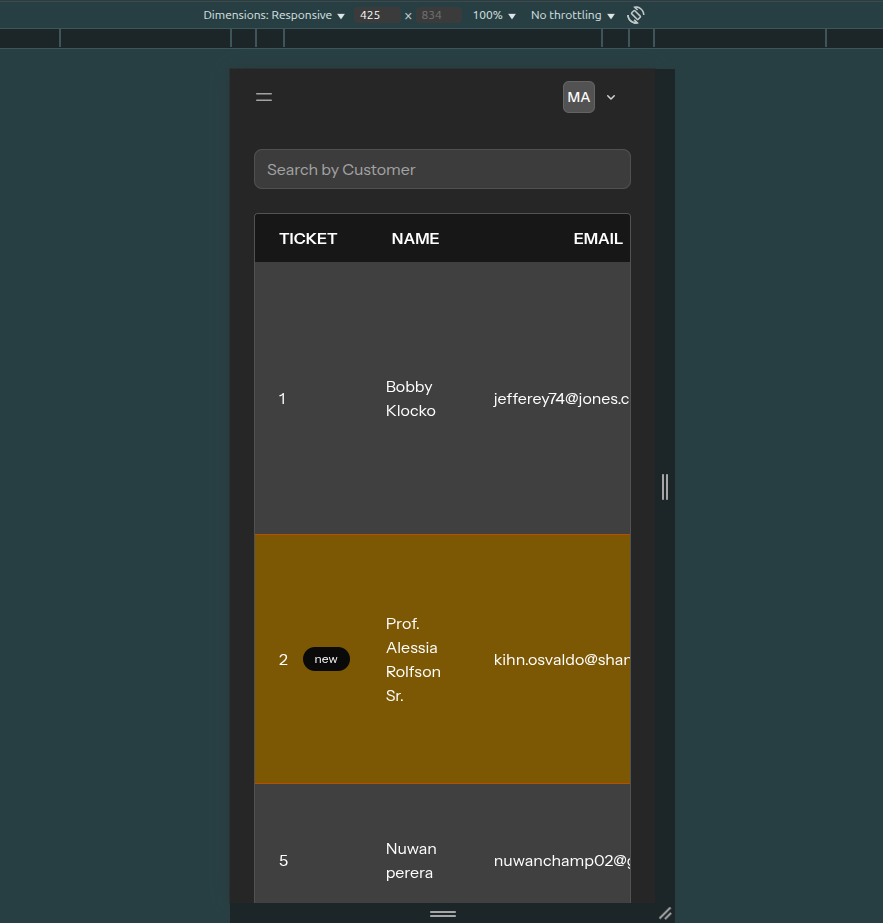 Dimensions: Responsive 425 × 834 100% No throttling
MA
Search by Customer
TICKET NAME EMAIL
1 Bobby Klocko jefferey74@jones.c
2 new Prof. Alessia Rolfson Sr. kihn.osvaldo@shar
5 Nuwan perera nuwanchamp02@g